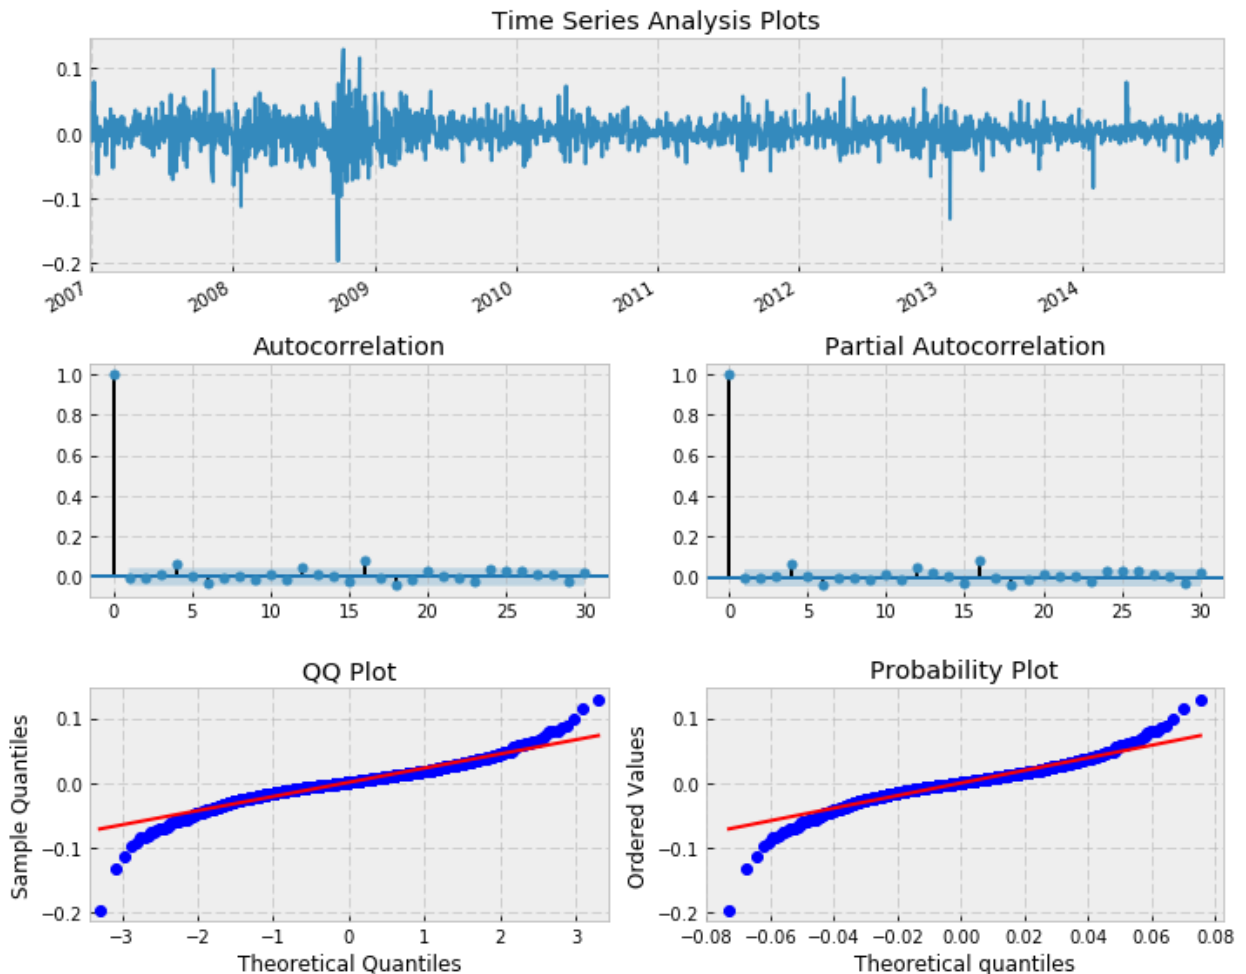 Time Series Analysis Plots
0.1
0.0
−0.1
−0.2
2007 2008 2009 2010 2011 2012 2013 2014
Autocorrelation
1.0
0.8
0.6
0.4
0.2
0.0
0 5 10 15 20 25 30
Partial Autocorrelation
1.0
0.8
0.6
0.4
0.2
0.0
0 5 10 15 20 25 30
QQ Plot
Sample Quantiles
0.1
0.0
−0.1
−0.2
−3 −2 −1 0 1 2 3
Theoretical Quantiles
Probability Plot
Ordered Values
0.1
0.0
−0.1
−0.2
−0.08 −0.06 −0.04 −0.02 0.00 0.02 0.04 0.06 0.08
Theoretical quantiles